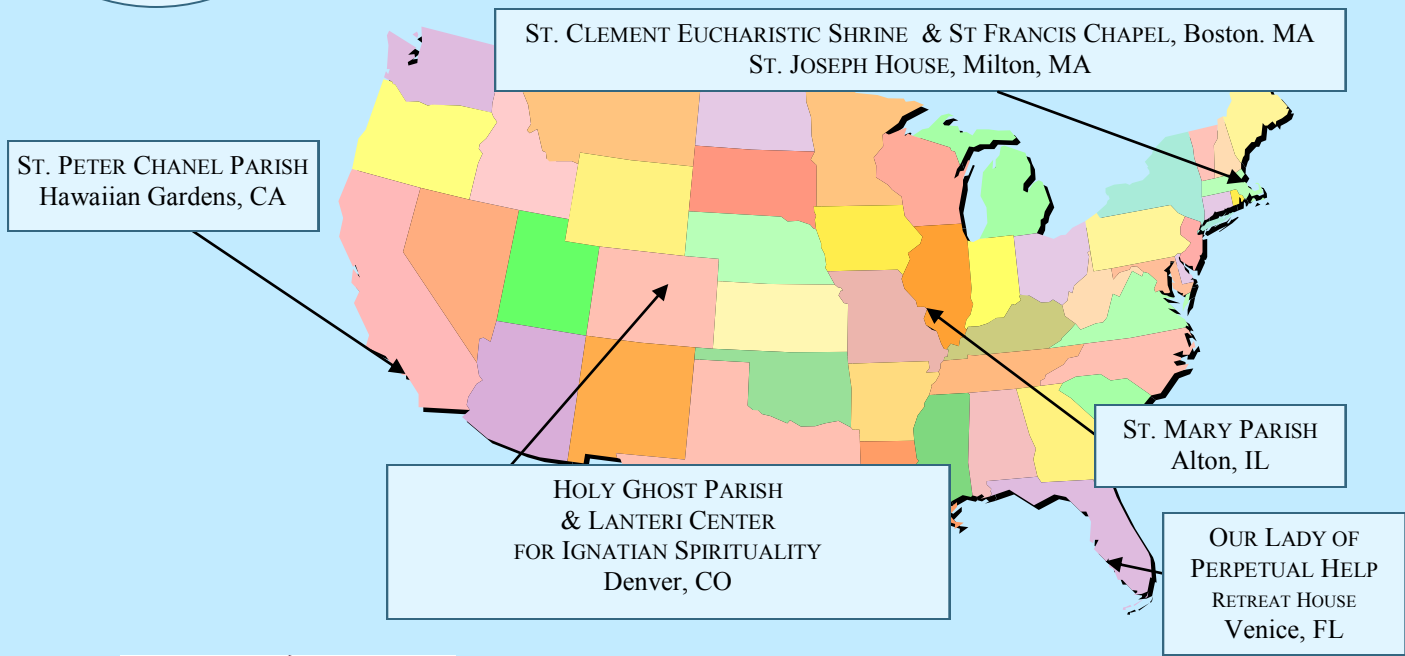 ST. CLEMENT EUCHARISTIC SHRINE & ST FRANCIS CHAPEL, Boston. MA
ST. JOSEPH HOUSE, Milton, MA
ST. PETER CHANEL PARISH
Hawaiian Gardens, CA
ST. MARY PARISH
Alton, IL
HOLY GHOST PARISH
& LANTERI CENTER
FOR IGNATIAN SPIRITUALITY
Denver, CO
OUR LADY OF
PERPETUAL HELP
RETREAT HOUSE
Venice, FL